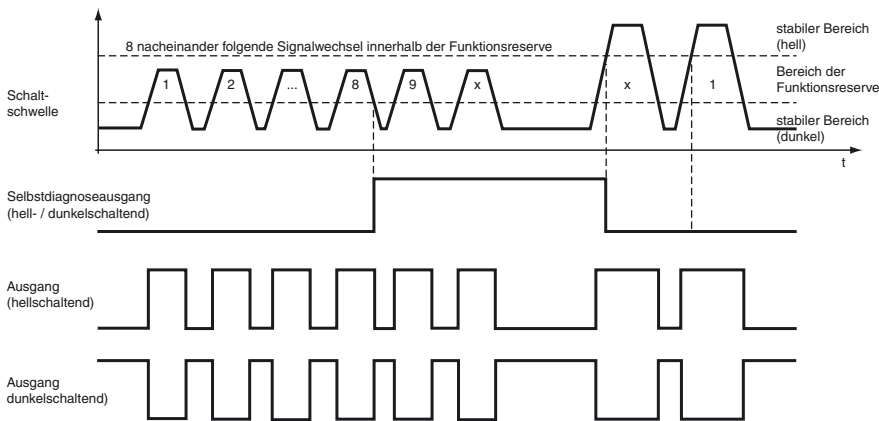 8 nacheinander folgende Signalwechsel innerhalb der Funktionsreserve
stabiler Bereich
(hell)
Bereich der
Funktionsreserve
stabiler Bereich
(dunkel)
Schalt-
schwelle
1 2 ... 8 9 x x 1
t
Selbstdiagnoseausgang
(hell- / dunkelschaltend)
Ausgang
(hellschaltend)
Ausgang
dunkelschaltend)